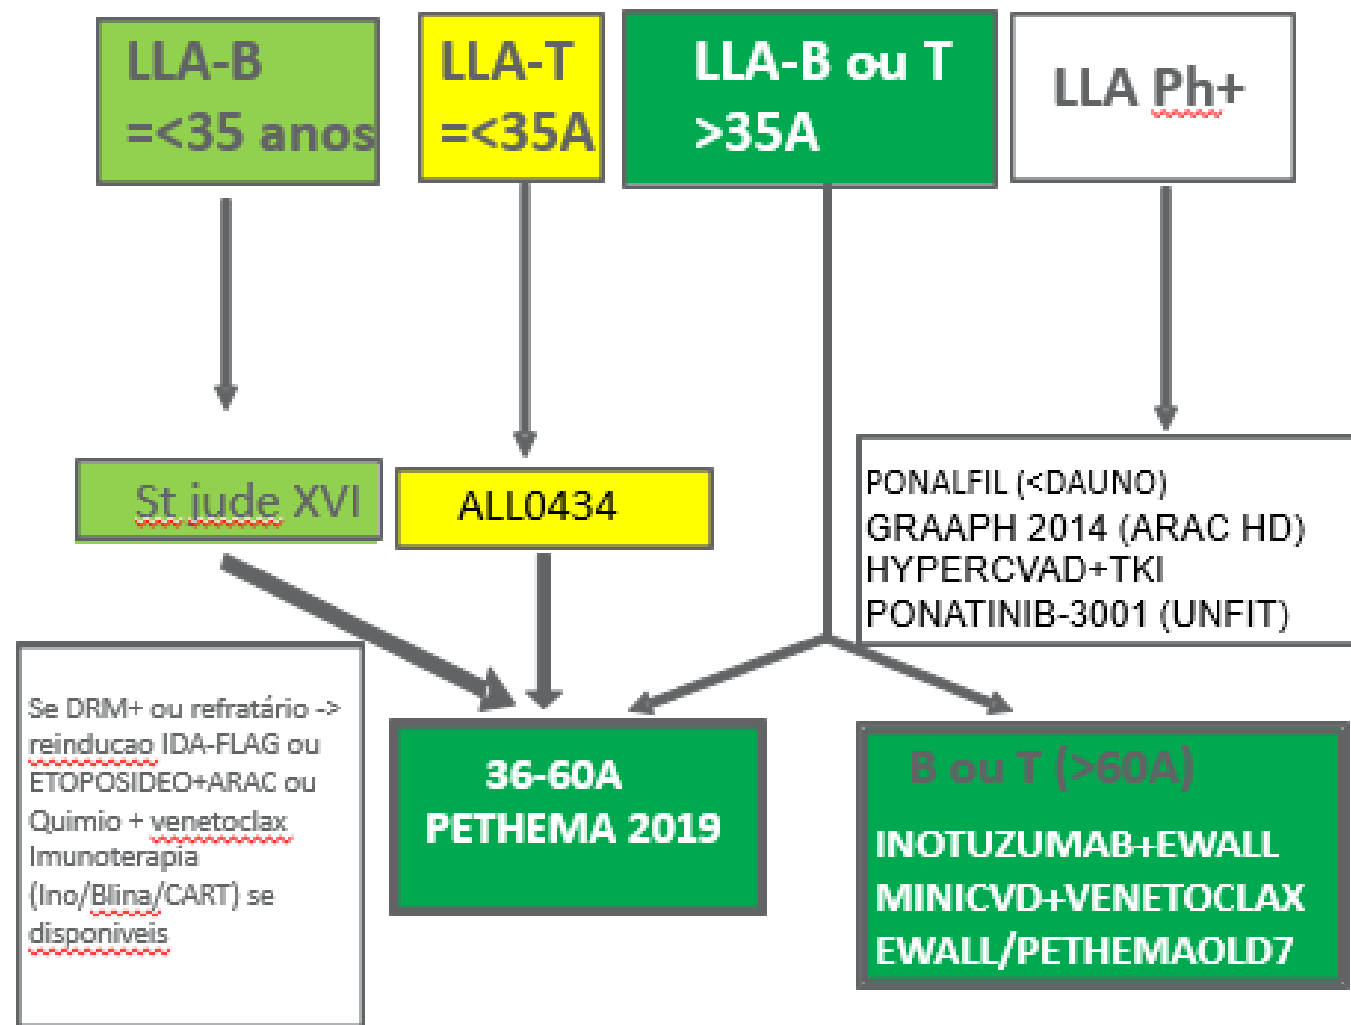 LLA-B
=<35 anos
LLA-T
=<35A
LLA-B ou T
>35A
LLA Ph+
St jude XVI
ALL0434
PONALFIL (<DAUNO)
GRAAPH 2014 (ARAC HD)
HYPERCVAD+TKI
PONATINIB-3001 (UNFIT)
Se DRM+ ou refratário ->
reinducao IDA-FLAG ou
ETOPOSIDEO+ARAC ou
Quimio + venetoclax
Imunoterapia
(Ino/Blina/CART) se
disponiveis
36-60A
PETHEMA 2019
B ou T (>60A)
INOTUZUMAB+EWALL
MINICVD+VENETOCLAX
EWALL/PETHEMAOLD7